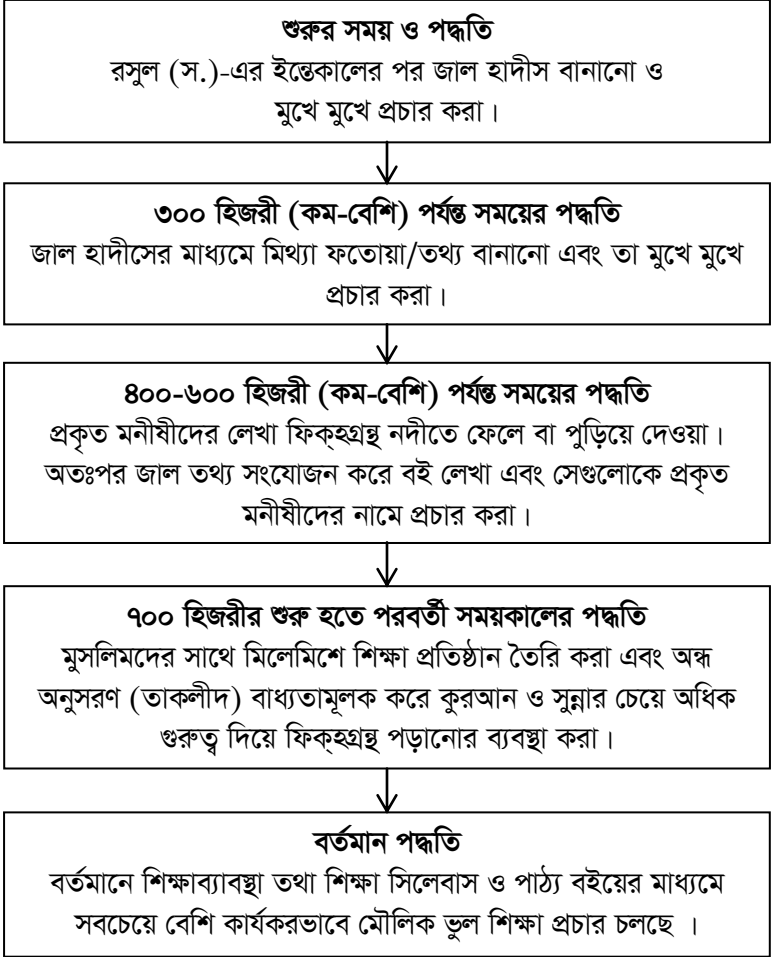 শুরুর সময় ও পদ্ধতি
রসুল (স.)-এর ইন্তেকালের পর জাল হাদীস বানানো ও
মুখে মুখে প্রচার করা।
৩০০ হিজরী (কম-বেশি) পর্যন্ত সময়ের পদ্ধতি
জাল হাদীসের মাধ্যমে মিথ্যা ফতোয়া/তথ্য বানানো এবং তা মুখে মুখে
প্রচার করা।
৪০০-৬০০ হিজরী (কম-বেশি) পর্যন্ত সময়ের পদ্ধতি
প্রকৃত মনীষীদের লেখা ফিক্‌হগ্রন্থ নদীতে ফেলে বা পুড়িয়ে দেওয়া।
অতঃপর জাল তথ্য সংযোজন করে বই লেখা এবং সেগুলোকে প্রকৃত
মনীষীদের নামে প্রচার করা।
৭০০ হিজরীর শুরু হতে পরবর্তী সময়কালের পদ্ধতি
মুসলিমদের সাথে মিলেমিশে শিক্ষা প্রতিষ্ঠান তৈরি করা এবং অন্ধ
অনুসরণ (তাকলীদ) বাধ্যতামূলক করে কুরআন ও সুন্নার চেয়ে অধিক
গুরুত্ব দিয়ে ফিক্‌হগ্রন্থ পড়ানোর ব্যবস্থা করা।
বর্তমান পদ্ধতি
বর্তমানে শিক্ষাব্যাবস্থা তথা শিক্ষা সিলেবাস ও পাঠ্য বইয়ের মাধ্যমে
সবচেয়ে বেশি কার্যকরভাবে মৌলিক ভুল শিক্ষা প্রচার চলছে ।